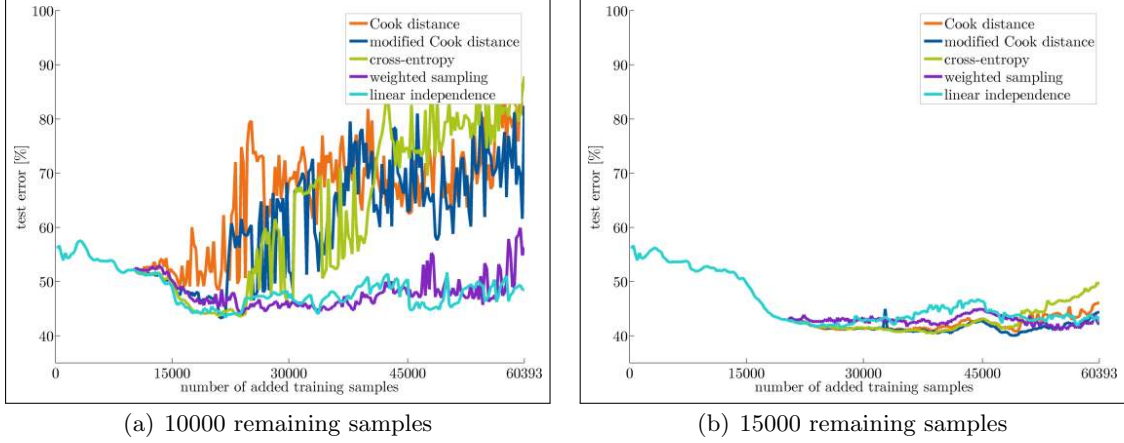 100
90
80
70
60
50
40
test error [%]
0
15000
30000
45000
60393
number of added training samples
Cook distance
modified Cook distance
cross-entropy
weighted sampling
linear independence
(a) 10000 remaining samples
100
90
80
70
60
50
40
test error [%]
0
15000
30000
45000
60393
number of added training samples
Cook distance
modified Cook distance
cross-entropy
weighted sampling
linear independence
(b) 15000 remaining samples